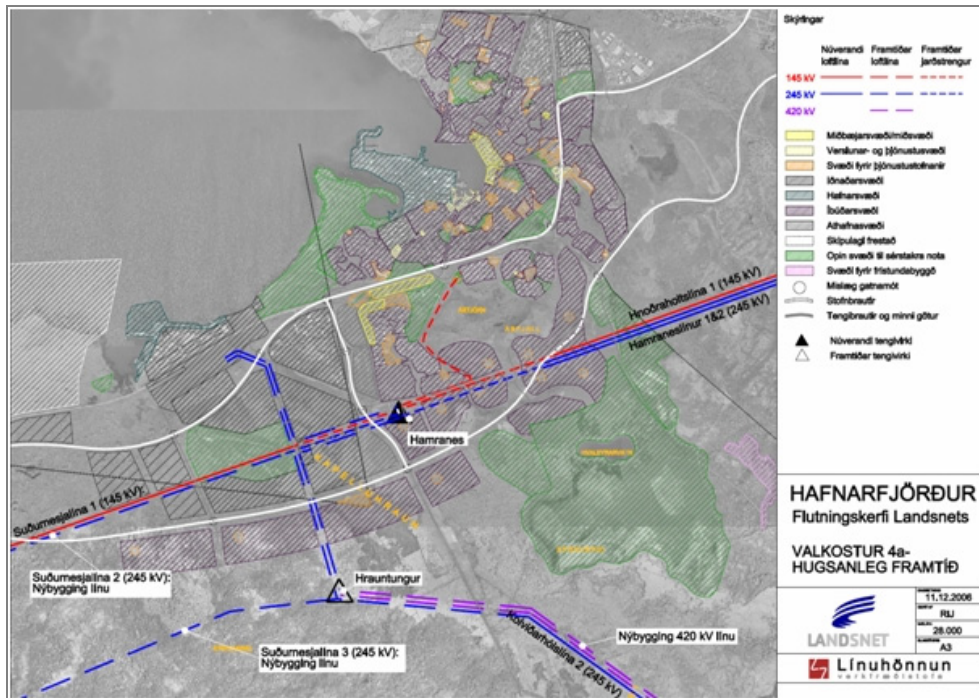 Skýringar
Núverandi loftlína
Framtíðar loftlína
Framtíðar jarðstrengur
145 kV
245 kV
420 kV
Miðbæjarsvæði/miðsvæði
Verslunar- og þjónustusvæði
Svæði fyrir þjónustustofnanir
Iðnaðarsvæði
Hafnarsvæði
Íbúðarsvæði
Athafnasvæði
Skipulagi frestað
Opin svæði til sérstakra nota
Svæði fyrir frístundabyggð
Mislæg gatnamót
Stofnbrautir
Tengibrautir og minni götur
Núverandi tengivirki
Framtíðar tengivirki
Hnoðraholtslína 1 (145 kV)
Hamraneslínur 1&2 (245 kV)
Hamranes
KAPELLUHRAUN
Suðurnesjalína 1 (145 kV):
Suðurnesjalína 2 (245 kV):
Nýbygging línu
Hrauntungur
Suðurnesjalína 3 (245 kV):
Nýbygging línu
Kolviðarhólslína 2 (245 kV)
Nýbygging 420 kV línu
HAFNARFJÖRÐUR
Flutningskerfi Landsnets
VALKOSTUR 4a-
HUGSANLEG FRAMTÍÐ
LANDSNET
11.12.2006
RIJ
28.000
A3
Línuhönnun
verkfræðistofa